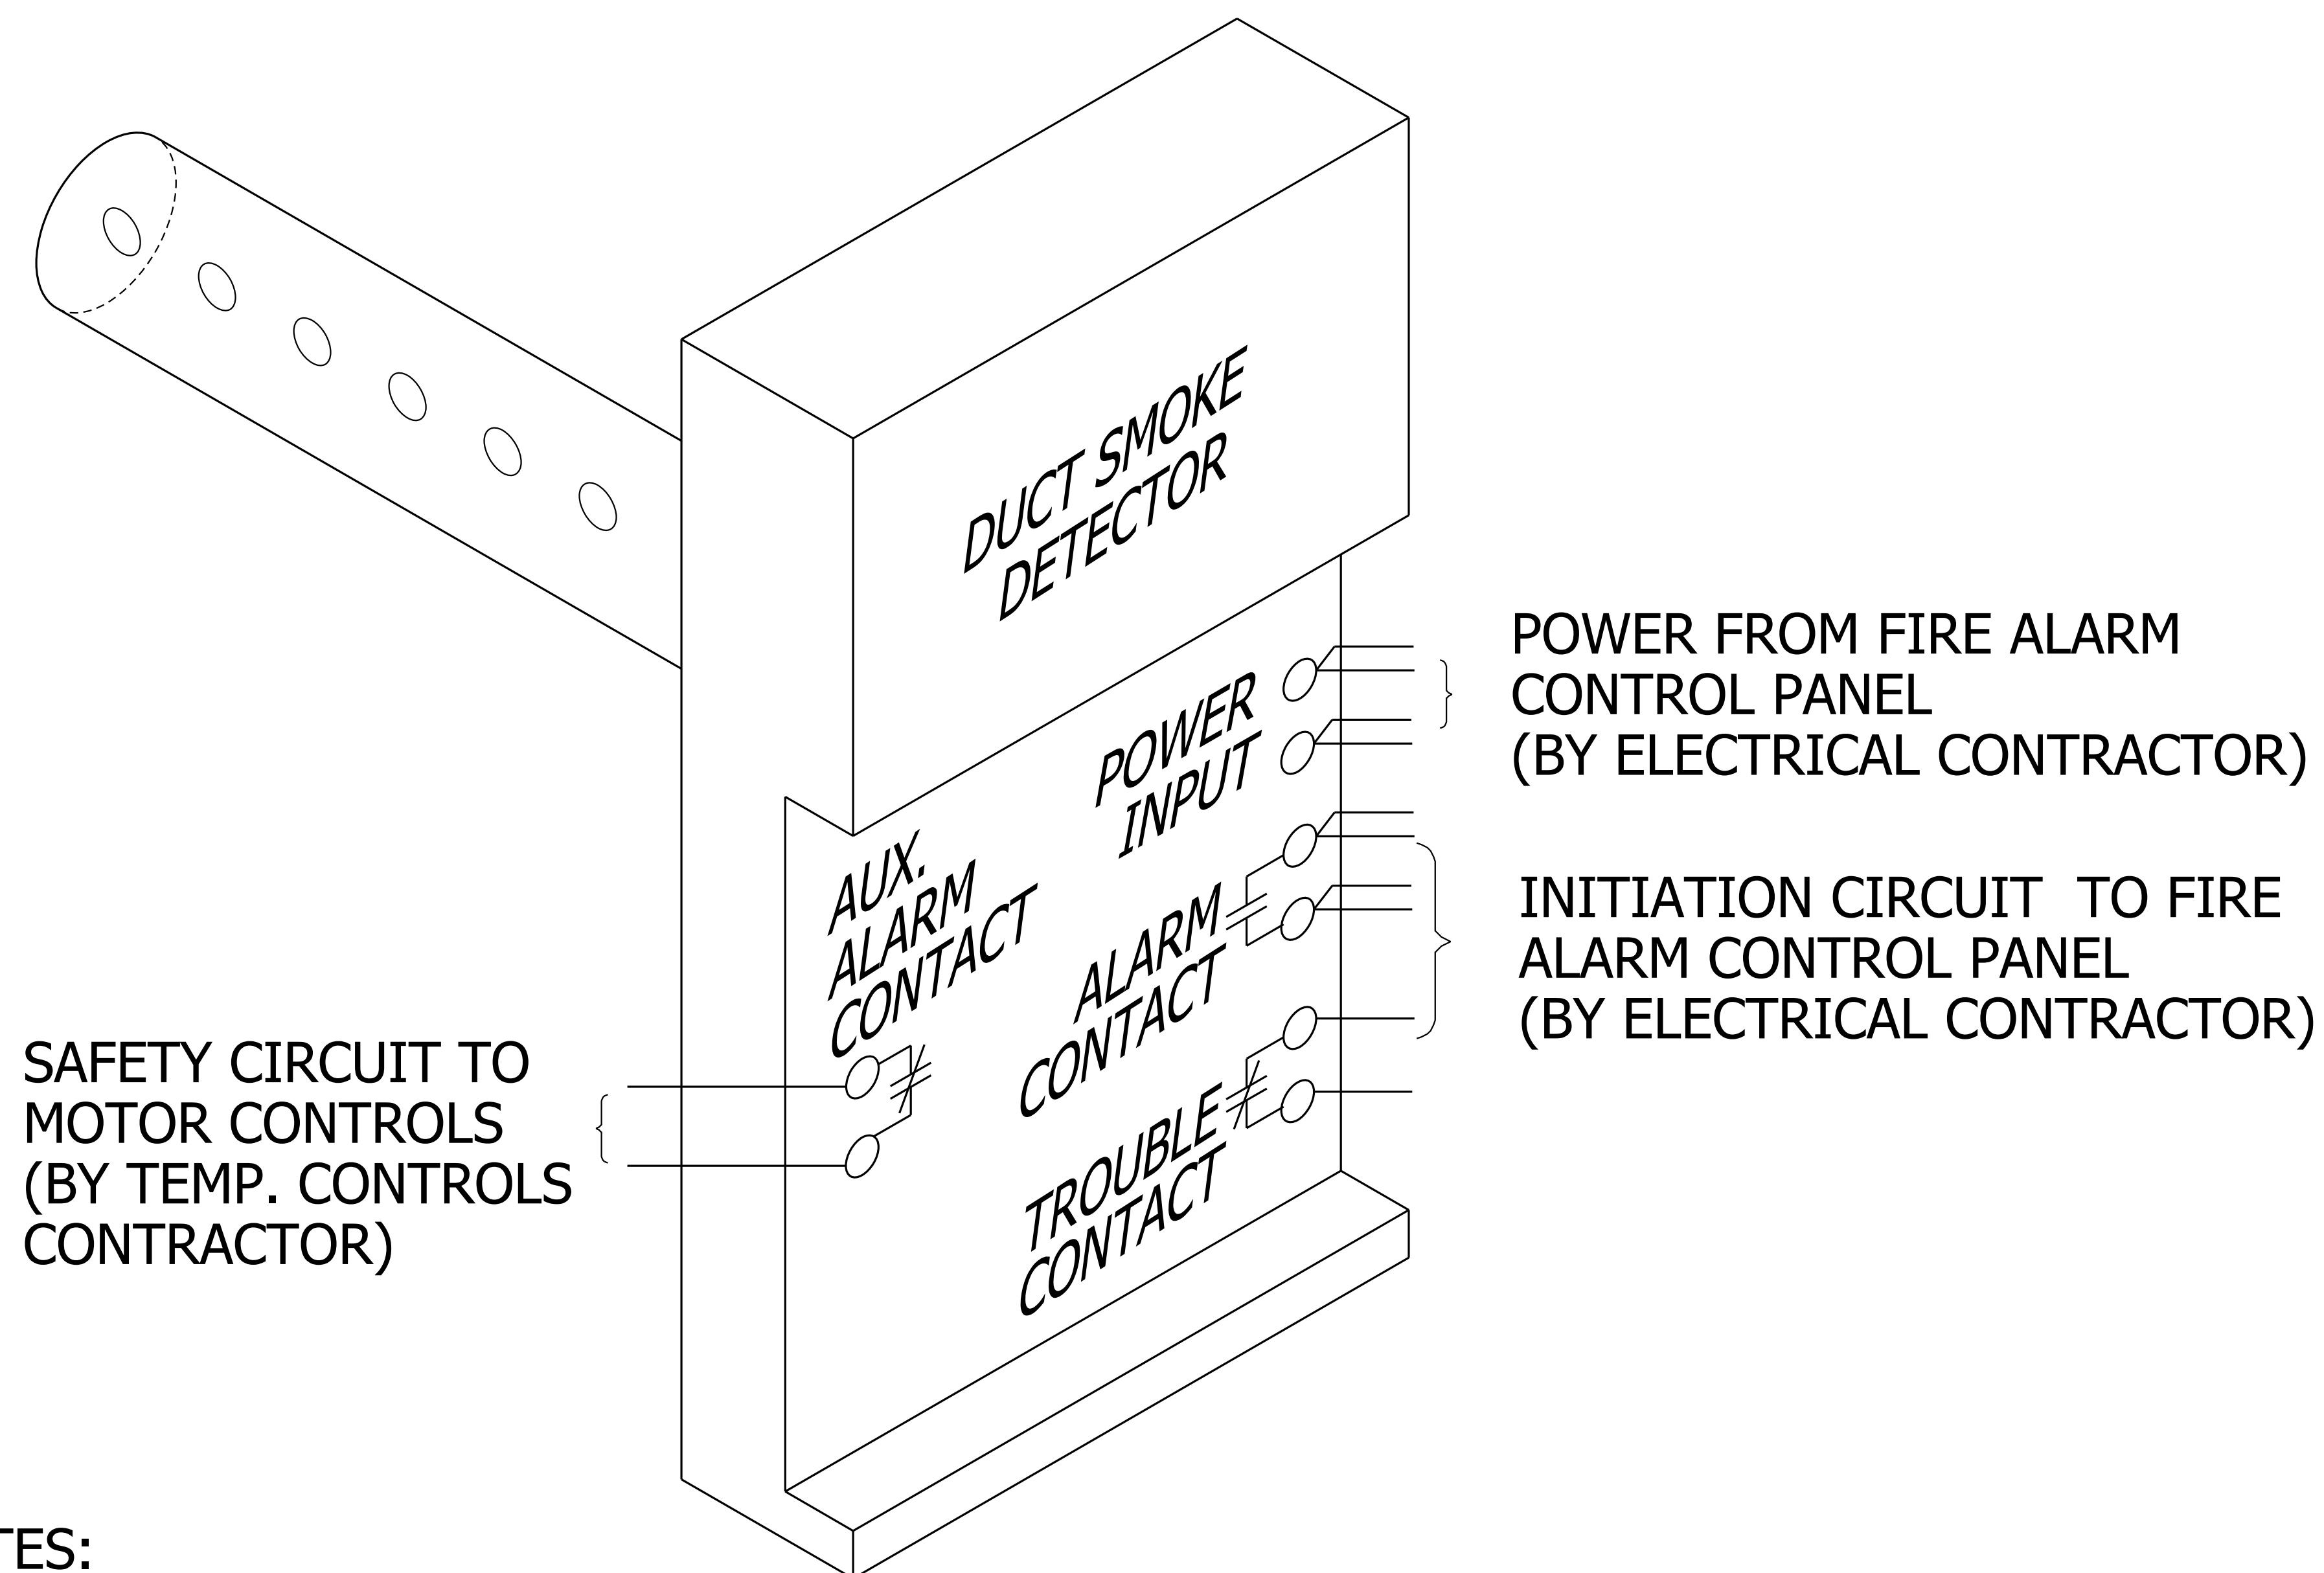 DUCT SMOKE
DETECTOR
POWER
INPUT
POWER FROM FIRE ALARM
CONTROL PANEL
(BY ELECTRICAL CONTRACTOR)
AUX.
ALARM
CONTACT
ALARM
CONTACT
INITIATION CIRCUIT  TO FIRE
ALARM CONTROL PANEL
(BY ELECTRICAL CONTRACTOR)
SAFETY CIRCUIT TO
MOTOR CONTROLS
(BY TEMP. CONTROLS
CONTRACTOR)
TROUBLE
CONTACT
TES: